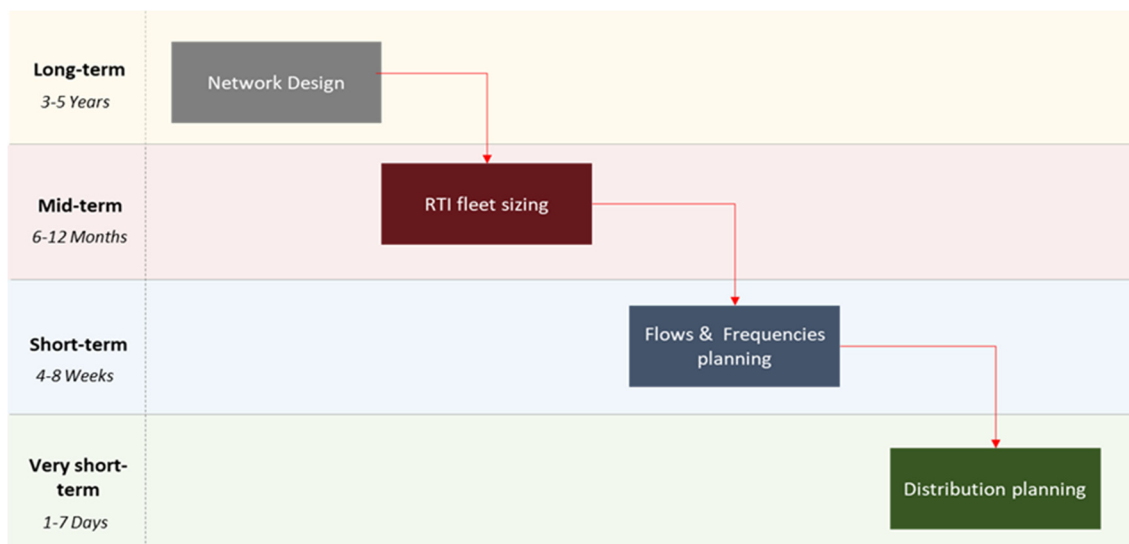 Long-term
3-5 Years
Network Design
Mid-term
6-12 Months
RTI fleet sizing
Short-term
4-8 Weeks
Flows & Frequencies
planning
Very short-
term
1-7 Days
Distribution planning